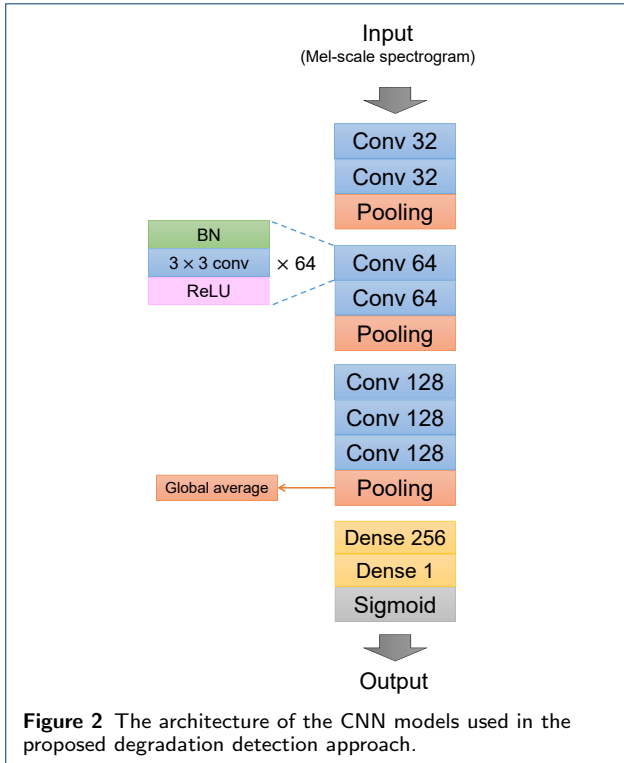 Input
(Mel-scale spectrogram)
Conv 32
Conv 32
Pooling
BN
3 × 3 conv
ReLU
× 64
Conv 64
Conv 64
Pooling
Conv 128
Conv 128
Conv 128
Global average
Pooling
Dense 256
Dense 1
Sigmoid
Output
Figure 2 The architecture of the CNN models used in the
proposed degradation detection approach.